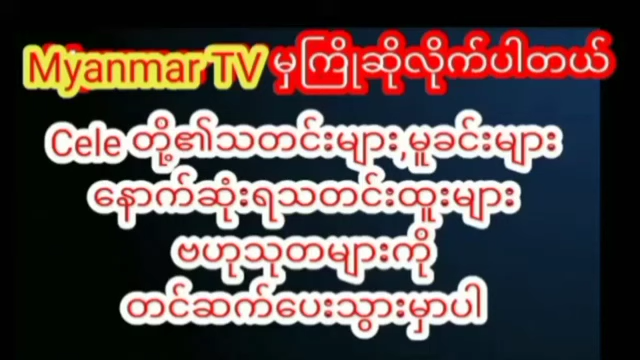 Myanmar TV မှကြိုဆိုလိုက်ပါတယ်
Cele တို့၏သတင်းများ,မူခင်းများ
နောက်ဆုံးရသတင်းထူးများ
ဗဟုသုတများကို
တင်ဆက်ပေးသွားမှာပါ